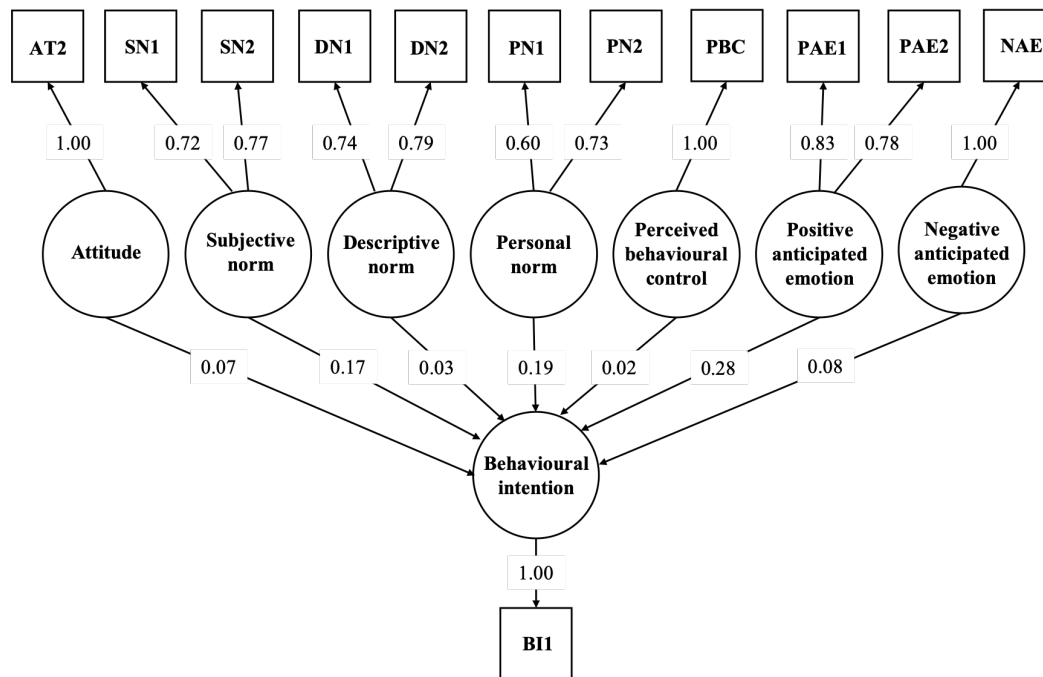 AT2
SN1
SN2
DN1
DN2
PN1
PN2
PBC
PAE1
PAE2
NAE
1.00
0.72
0.77
0.74
0.79
0.60
0.73
1.00
0.83
0.78
1.00
Attitude
Subjective
norm
Descriptive
norm
Personal
norm
Perceived
behavioural
control
Positive
anticipated
emotion
Negative
anticipated
emotion
0.07
0.17
0.03
0.19
0.02
0.28
0.08
Behavioural
intention
1.00
BI1